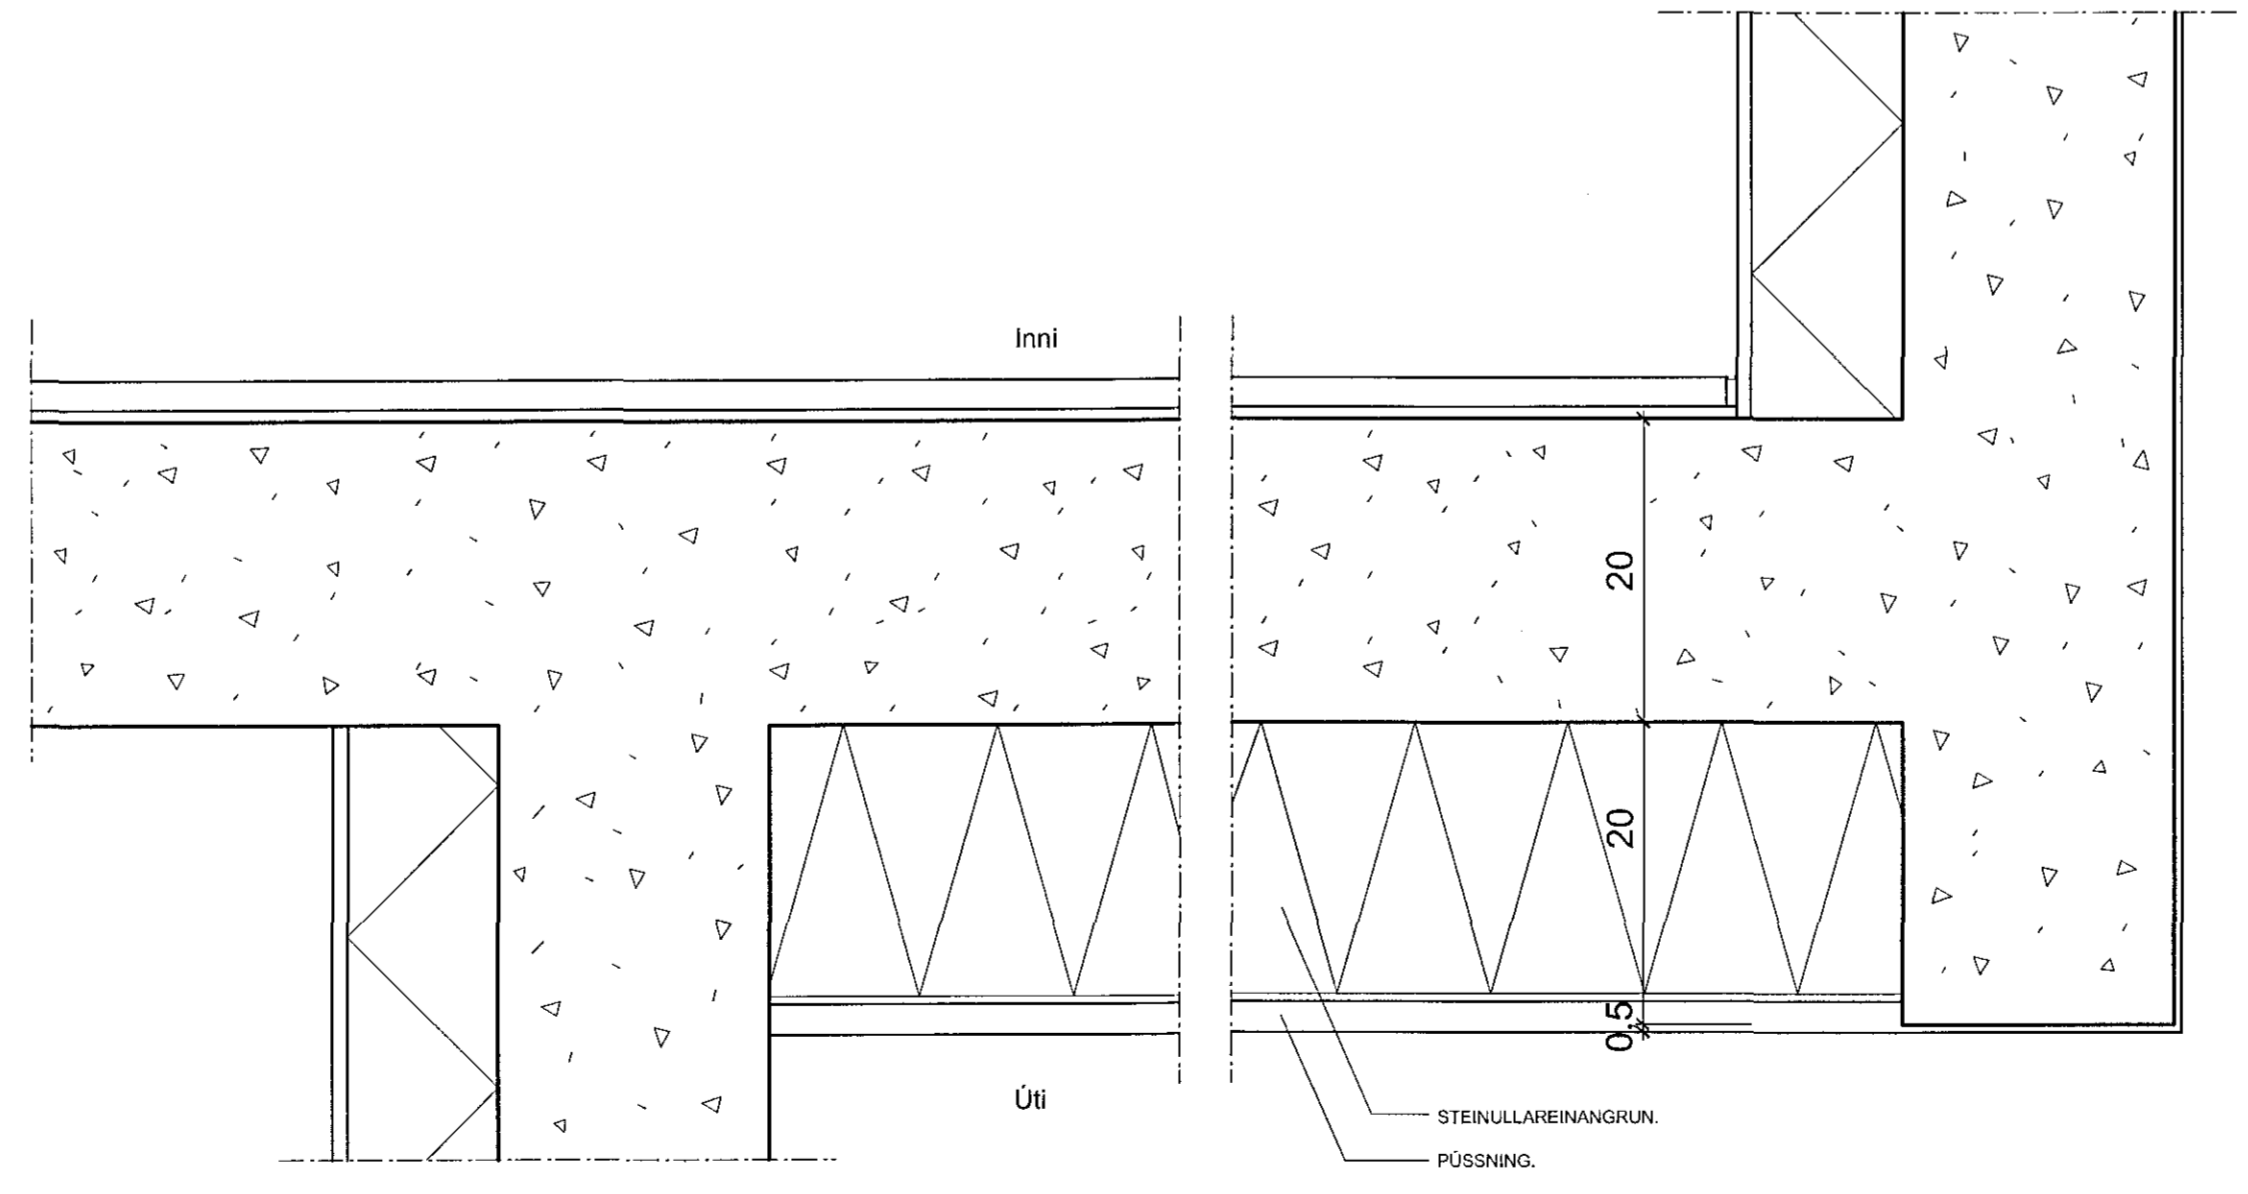 Inni
20
20
0.5
Úti
STEINULLAREINANGRUN.
PÚSSNING.